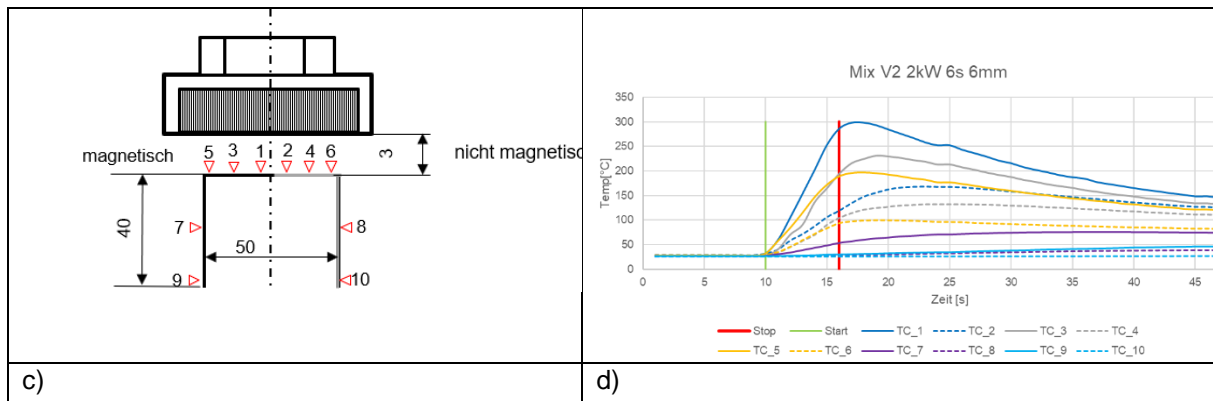 magnetisch
5 3 1 2 4 6
3
nicht magnetisc
7
8
40
50
9
10
c)
Mix V2 2kW 6s 6mm
Temp[°C]
350
300
250
200
150
100
50
0
0 5 10 15 20 25 30 35 40 45
Zeit [s]
Stop Start TC_1 TC_2 TC_3 TC_4
TC_5 TC_6 TC_7 TC_8 TC_9 TC_10
d)